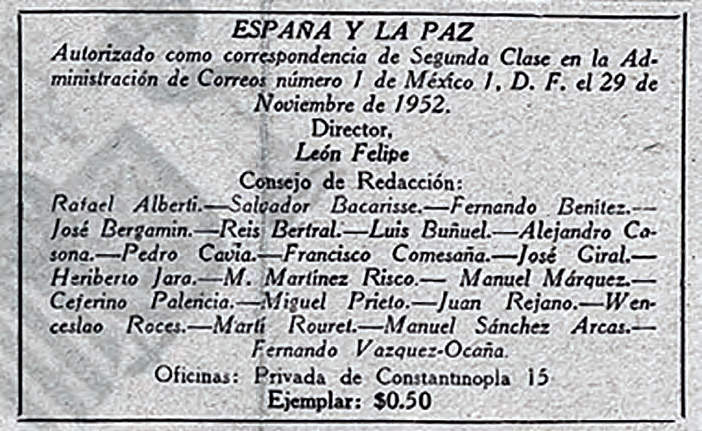 ESPAÑA Y LA PAZ
Autorizado como correspondencia de Segunda Clase en la Ad-
ministración de Correos número 1 de México 1, D. F. el 29 de
Noviembre de 1952.
Director,
León Felipe
Consejo de Redacción:
Rafael Alberti.—Salvador Bacarisse.—Fernando Benítez.—
José Bergamin.—Reis Bertral.—Luis Buñuel.—Alejandro Ca-
sona.—Pedro Cavia.—Francisco Comesaña.—José Giral.—
Heriberto Jara.—M. Martínez Risco.— Manuel Márquez.—
Ceferino Palencia.—Miguel Prieto.—Juan Rejano.—Wen-
ceslao Roces.—Martí Rouret.—Manuel Sánchez Arcas.—
Fernando Vazquez-Ocaña.
Oficinas: Privada de Constantinopla 15
Ejemplar: $0.50